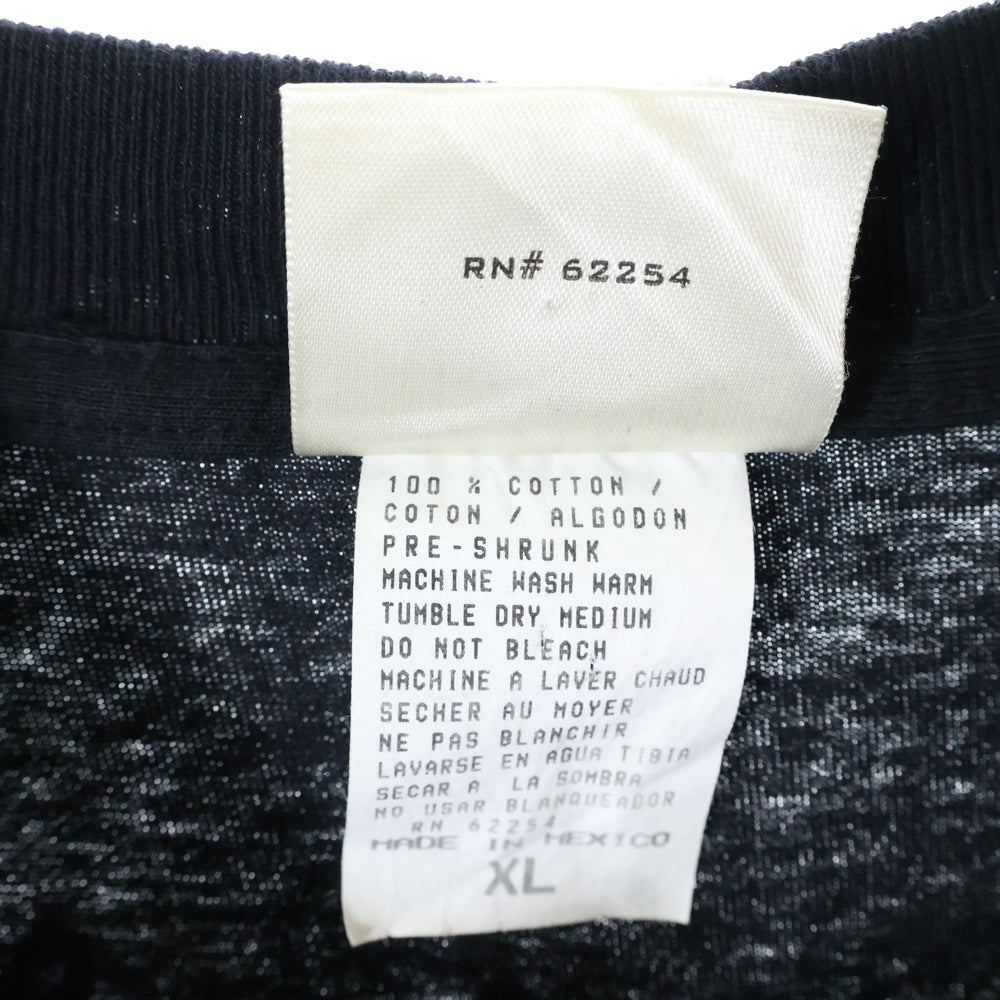 RN# 62254
100 % COTTON /
COTON / ALGODON
PRE-SHRUNK
MACHINE WASH WARM
TUMBLE DRY MEDIUM
DO NOT BLEACH
MACHINE A LAVER CHAUD
SECHER AU MOYER
NE PAS BLANCHIR
LAVARSE EN AGUA TIBIA
SECAR A LA SOMBRA
NO USAR BLANQUEADOR
RN 62254
MADE IN MEXICO
XL